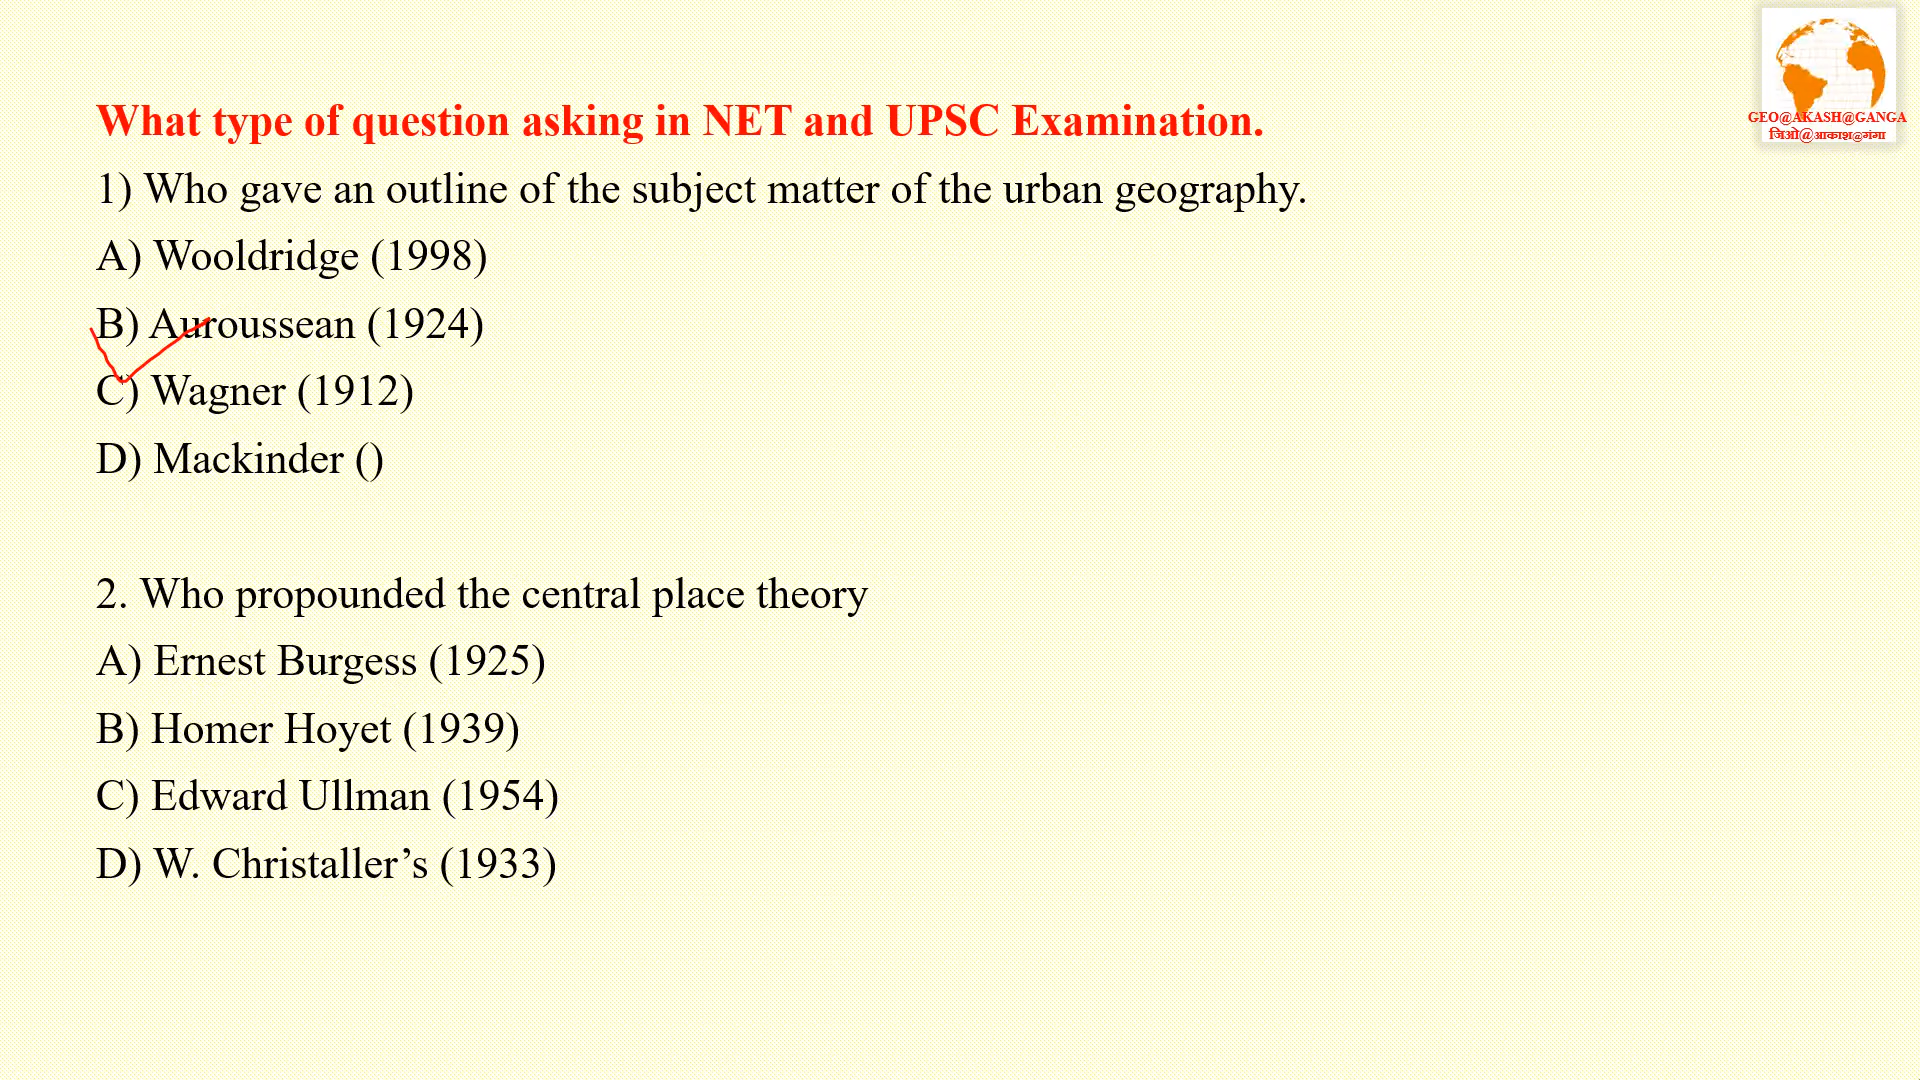 GEO@AKASH@GANGA
जिओ@आकाश@गंगा
What type of question asking in NET and UPSC Examination.
1) Who gave an outline of the subject matter of the urban geography.
A) Wooldridge (1998)
B) Auroussean (1924)
C) Wagner (1912)
D) Mackinder ()
2. Who propounded the central place theory
A) Ernest Burgess (1925)
B) Homer Hoyet (1939)
C) Edward Ullman (1954)
D) W. Christaller’s (1933)